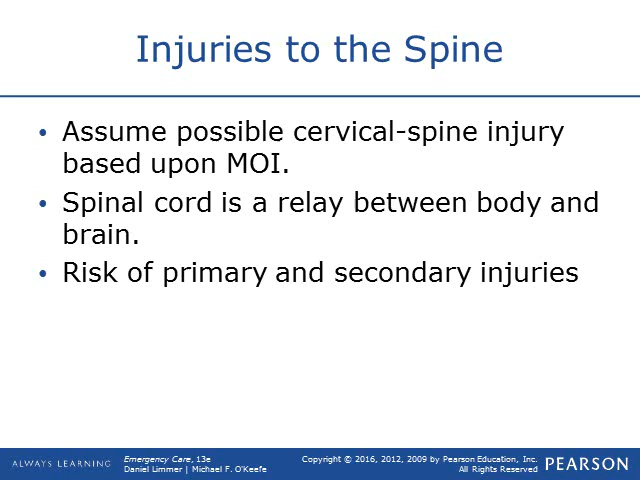 Injuries to the Spine
• Assume possible cervical-spine injury
based upon MOI.
• Spinal cord is a relay between body and
brain.
• Risk of primary and secondary injuries
ALWAYS LEARNING
Emergency Care, 13e
Daniel Limmer | Michael F. O'Keefe
Copyright © 2016, 2012, 2009 by Pearson Education, Inc.
All Rights Reserved
PEARSON